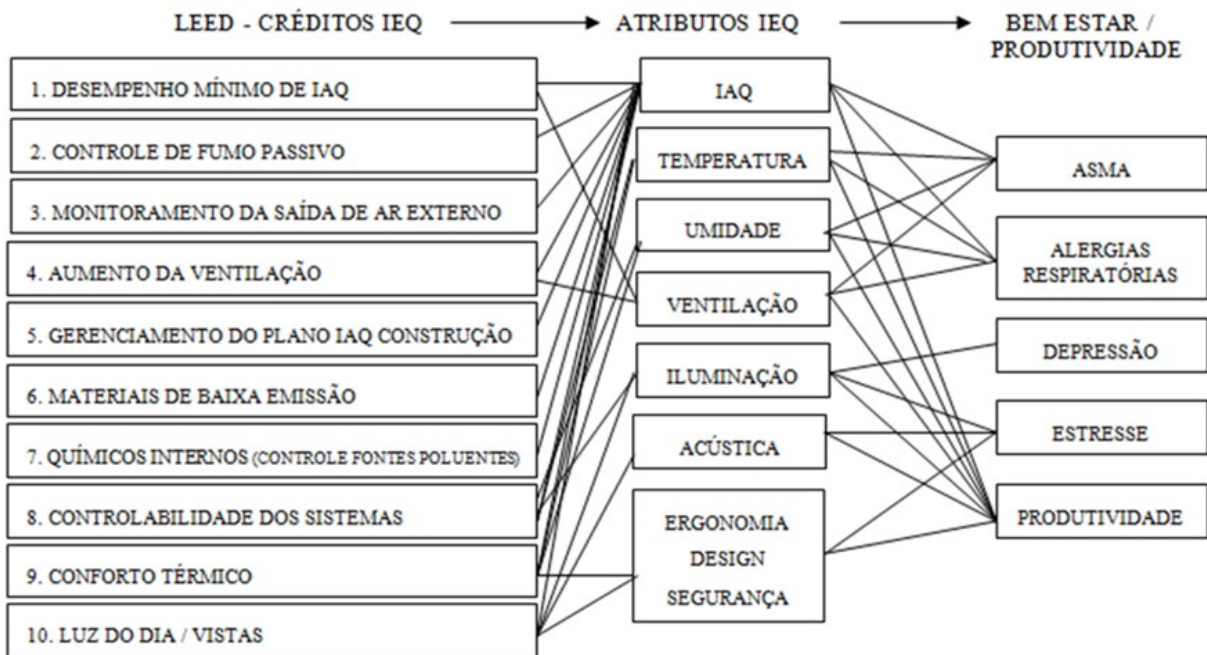 LEED - CRÉDITOS IEQ
ATRIBUTOS IEQ
BEM ESTAR /
PRODUTIVIDADE
1. DESEMPENHO MÍNIMO DE IAQ
2. CONTROLE DE FUMO PASSIVO
3. MONITORAMENTO DA SAÍDA DE AR EXTERNO
4. AUMENTO DA VENTILAÇÃO
5. GERENCIAMENTO DO PLANO IAQ CONSTRUÇÃO
6. MATERIAIS DE BAIXA EMISSÃO
7. QUÍMICOS INTERNOS (CONTROLE FONTES POLUENTES)
8. CONTROLABILIDADE DOS SISTEMAS
9. CONFORTO TÉRMICO
10. LUZ DO DIA / VISTAS
IAQ
TEMPERATURA
UMIDADE
VENTILAÇÃO
ILUMINAÇÃO
ACÚSTICA
ERGONOMIA
DESIGN
SEGURANÇA
ASMA
ALERGIAS
RESPIRATÓRIAS
DEPRESSÃO
ESTRESSE
PRODUTIVIDADE